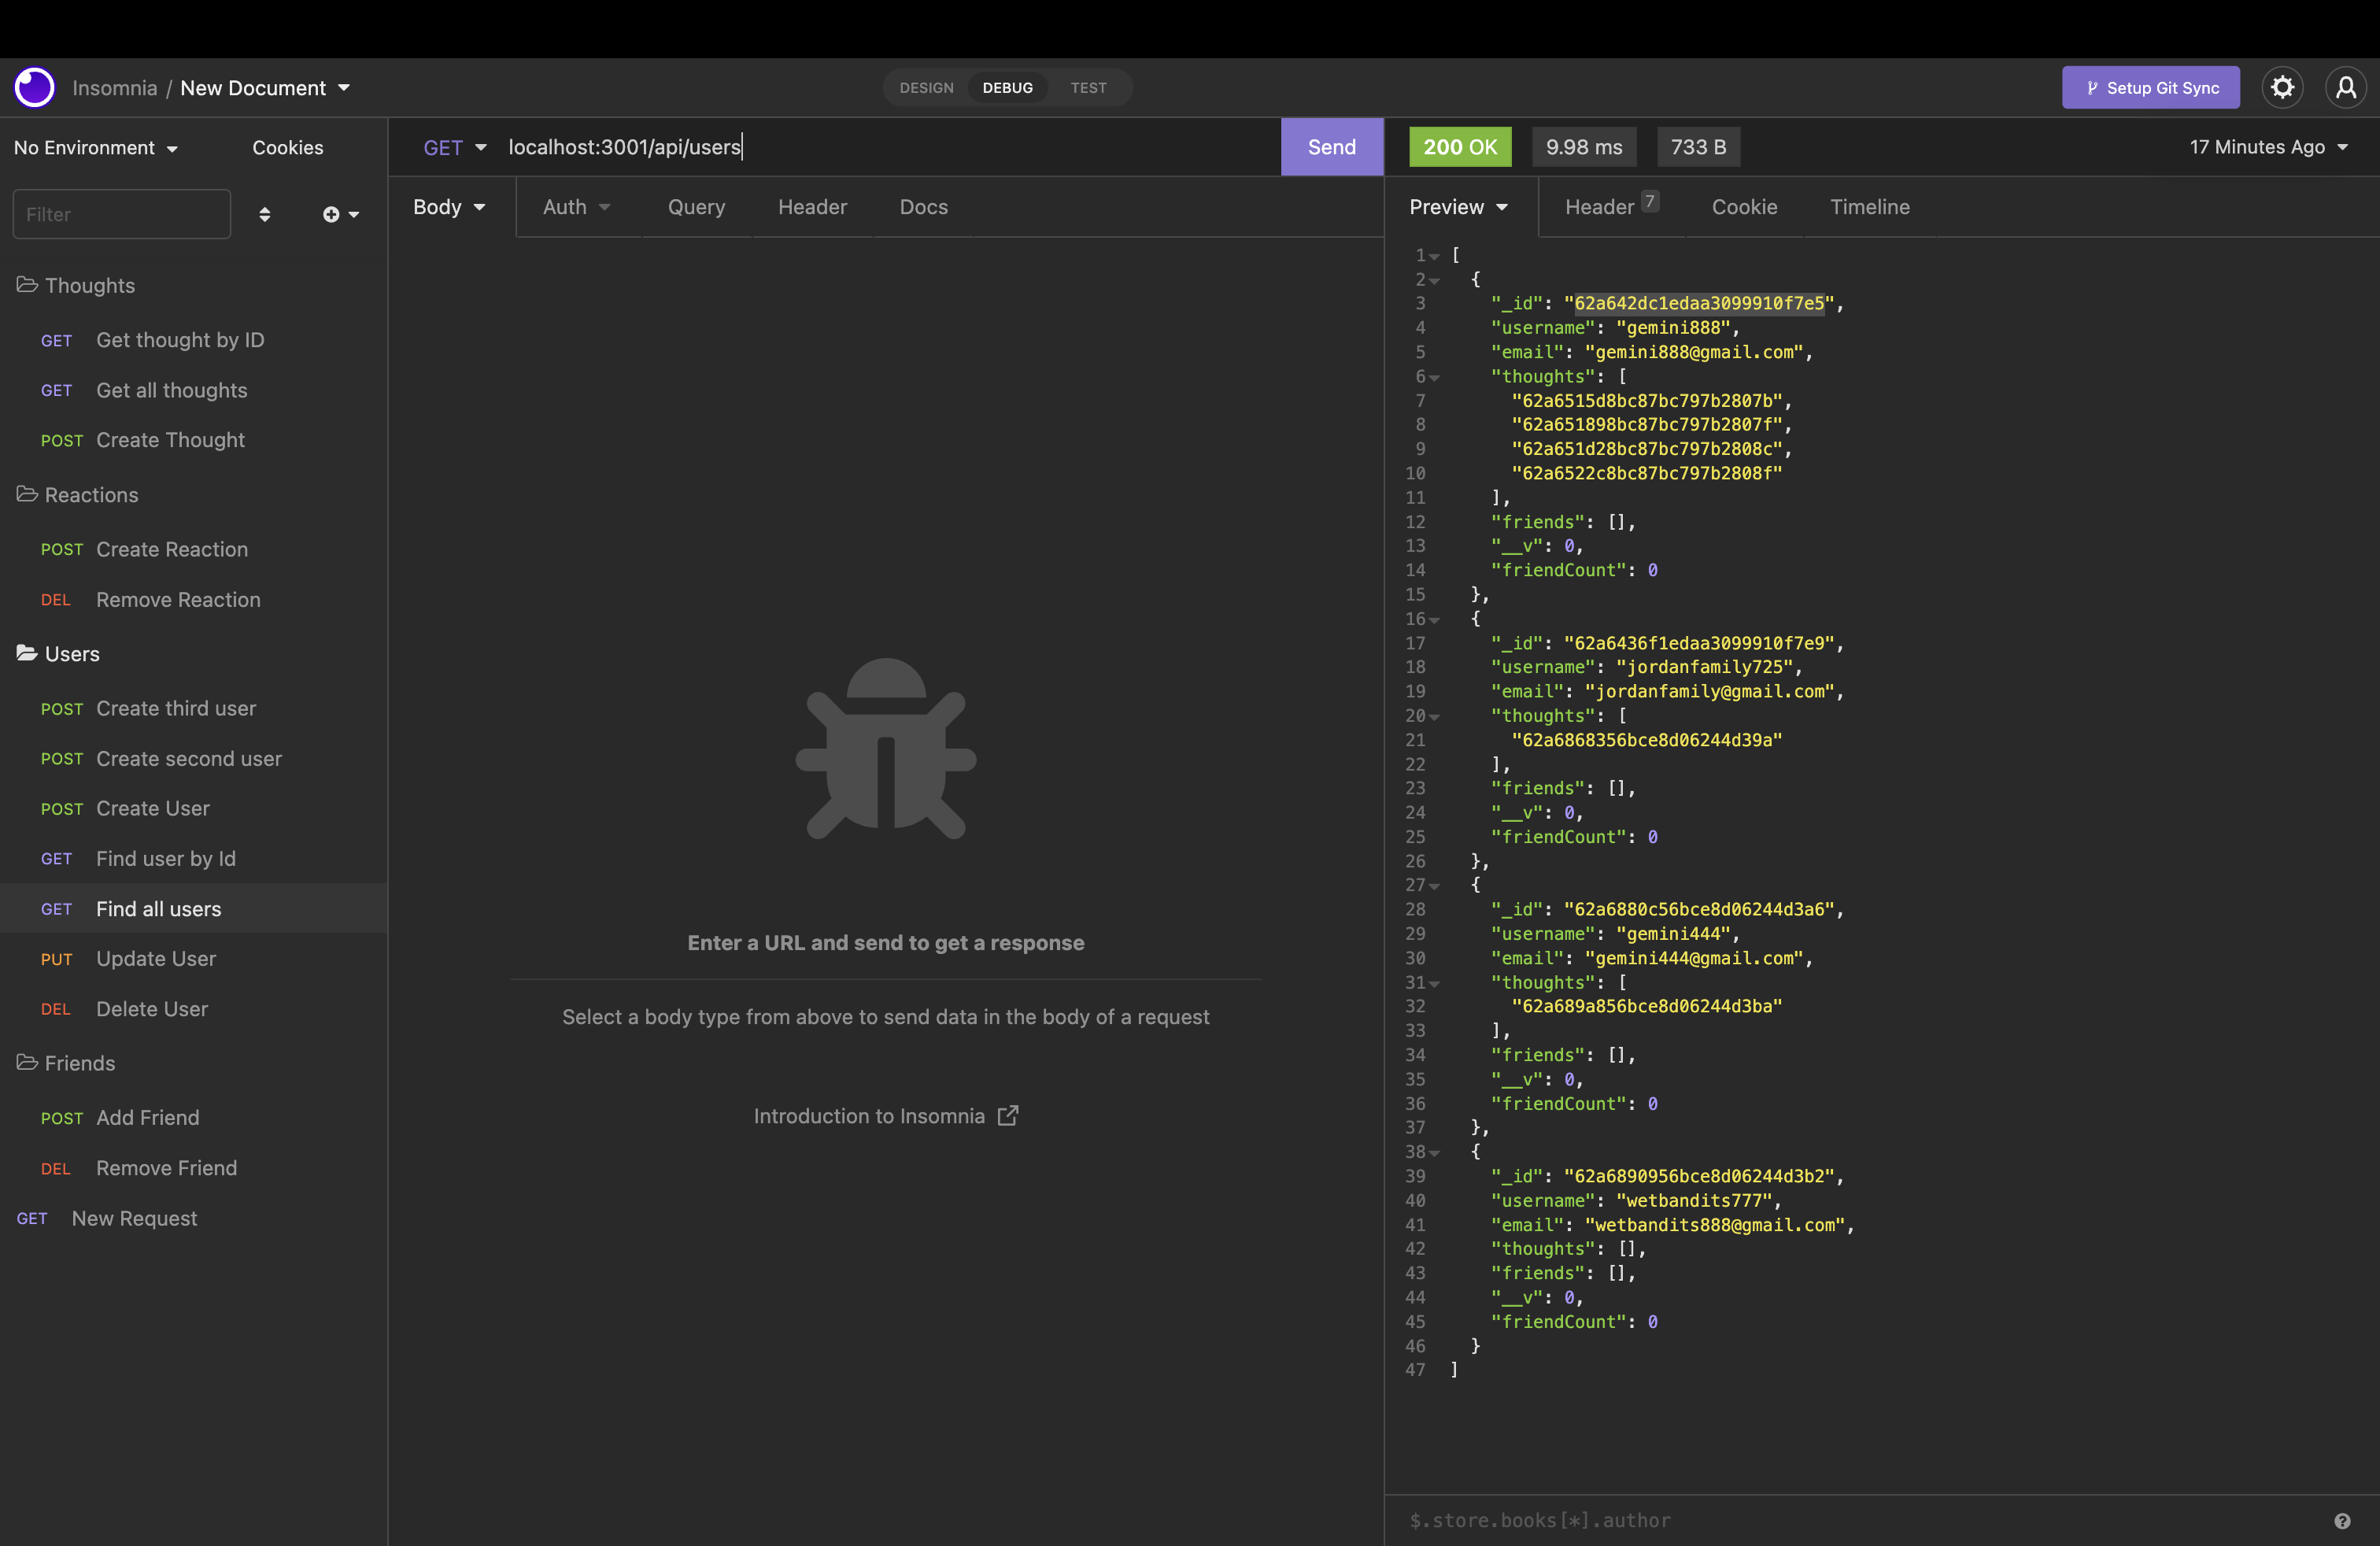 Insomnia / New Document
DESIGN DEBUG TEST
Setup Git Sync
No Environment Cookies
Filter
Thoughts
GET Get thought by ID
GET Get all thoughts
POST Create Thought
Reactions
POST Create Reaction
DEL Remove Reaction
Users
POST Create third user
POST Create second user
POST Create User
GET Find user by Id
GET Find all users
PUT Update User
DEL Delete User
Friends
POST Add Friend
DEL Remove Friend
GET New Request
GET localhost:3001/api/users Send
Body Auth Query Header Docs
Enter a URL and send to get a response
Select a body type from above to send data in the body of a request
Introduction to Insomnia
200 OK 9.98 ms 733 B 17 Minutes Ago
Preview Header 7 Cookie Timeline
1 [
2 {
3 "_id": "62a642dc1edaa3099910f7e5",
4 "username": "gemini888",
5 "email": "gemini888@gmail.com",
6 "thoughts": [
7 "62a6515d8bc87bc797b2807b",
8 "62a651898bc87bc797b2807f",
9 "62a651d28bc87bc797b2808c",
10 "62a6522c8bc87bc797b2808f"
11 ],
12 "friends": [],
13 "__v": 0,
14 "friendCount": 0
15 },
16 {
17 "_id": "62a6436f1edaa3099910f7e9",
18 "username": "jordanfamily725",
19 "email": "jordanfamily@gmail.com",
20 "thoughts": [
21 "62a6868356bce8d06244d39a"
22 ],
23 "friends": [],
24 "__v": 0,
25 "friendCount": 0
26 },
27 {
28 "_id": "62a6880c56bce8d06244d3a6",
29 "username": "gemini444",
30 "email": "gemini444@gmail.com",
31 "thoughts": [
32 "62a689a856bce8d06244d3ba"
33 ],
34 "friends": [],
35 "__v": 0,
36 "friendCount": 0
37 },
38 {
39 "_id": "62a6890956bce8d06244d3b2",
40 "username": "wetbandits777",
41 "email": "wetbandits888@gmail.com",
42 "thoughts": [],
43 "friends": [],
44 "__v": 0,
45 "friendCount": 0
46 }
47 ]
$.store.books[*].author